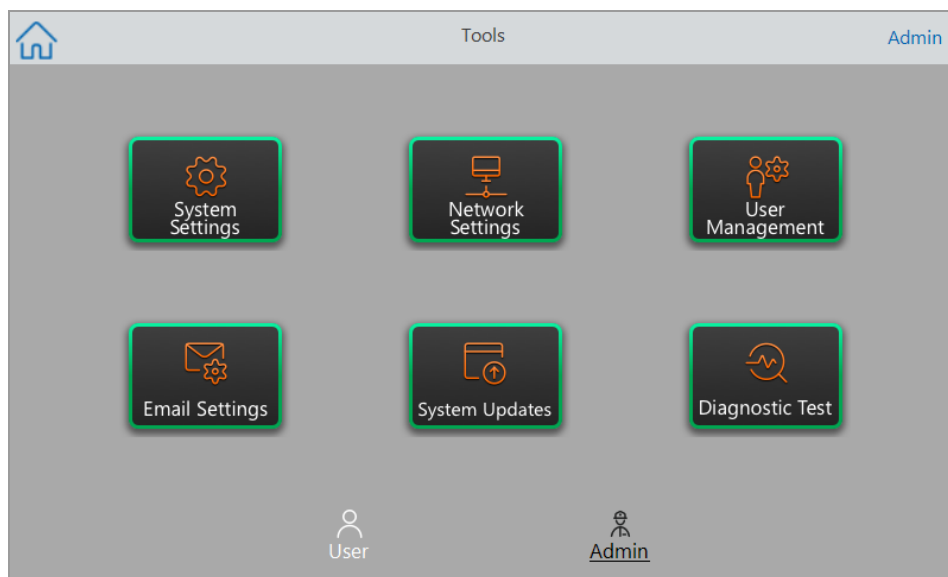 Tools
Admin
System
Settings
Network
Settings
User
Management
Email Settings
System Updates
Diagnostic Test
User
Admin